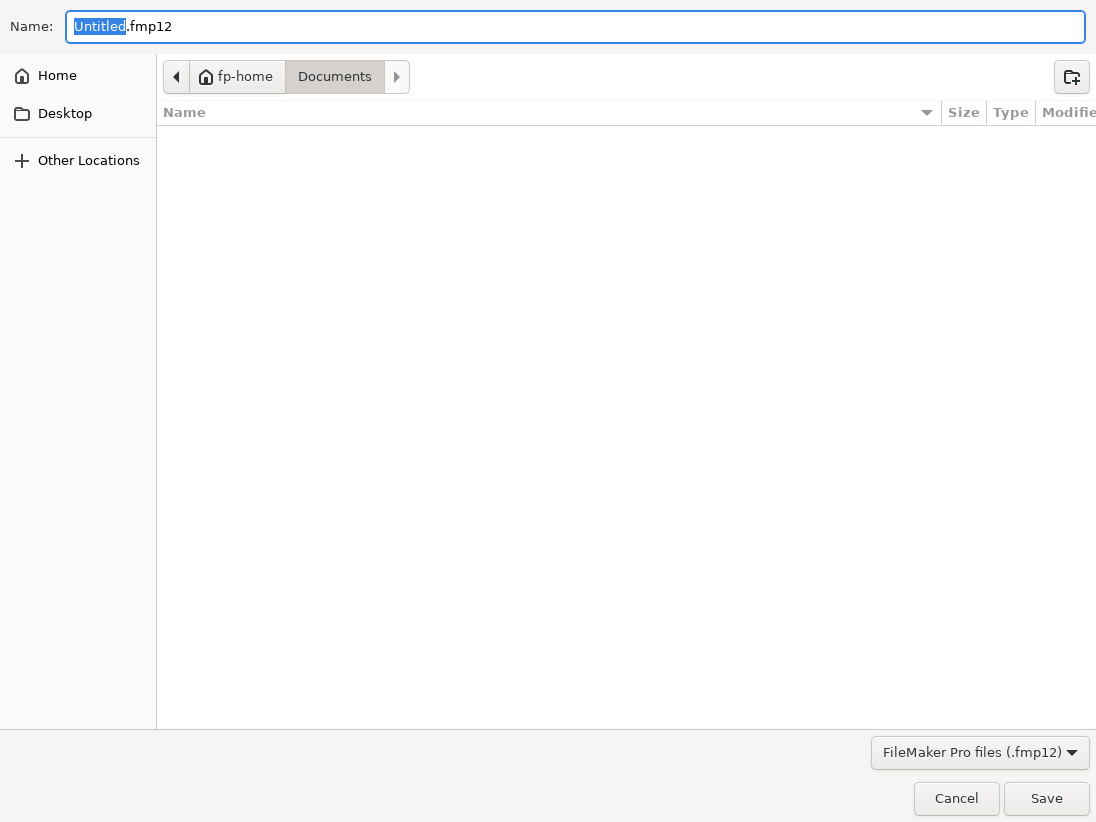 Name: Untitled.fmp12
Home
Desktop
Other Locations
fp-home Documents
Name Size Type Modifie
FileMaker Pro files (.fmp12)
Cancel Save